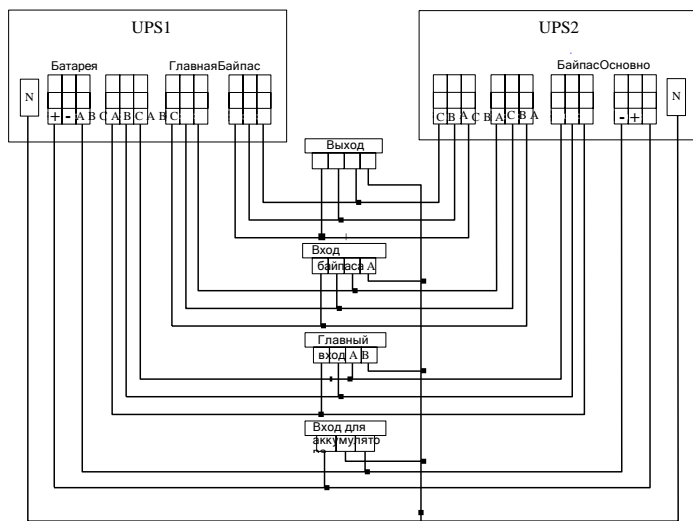 UPS1
UPS2
Батарея
ГлавнаяБайпас
БайпасОсновно
N
+ - A B C A B C A B C
C B A C B A C B A
- +
N
Выход
Вход
байпаса A
Главный
вход A B
Вход для
аккумулято